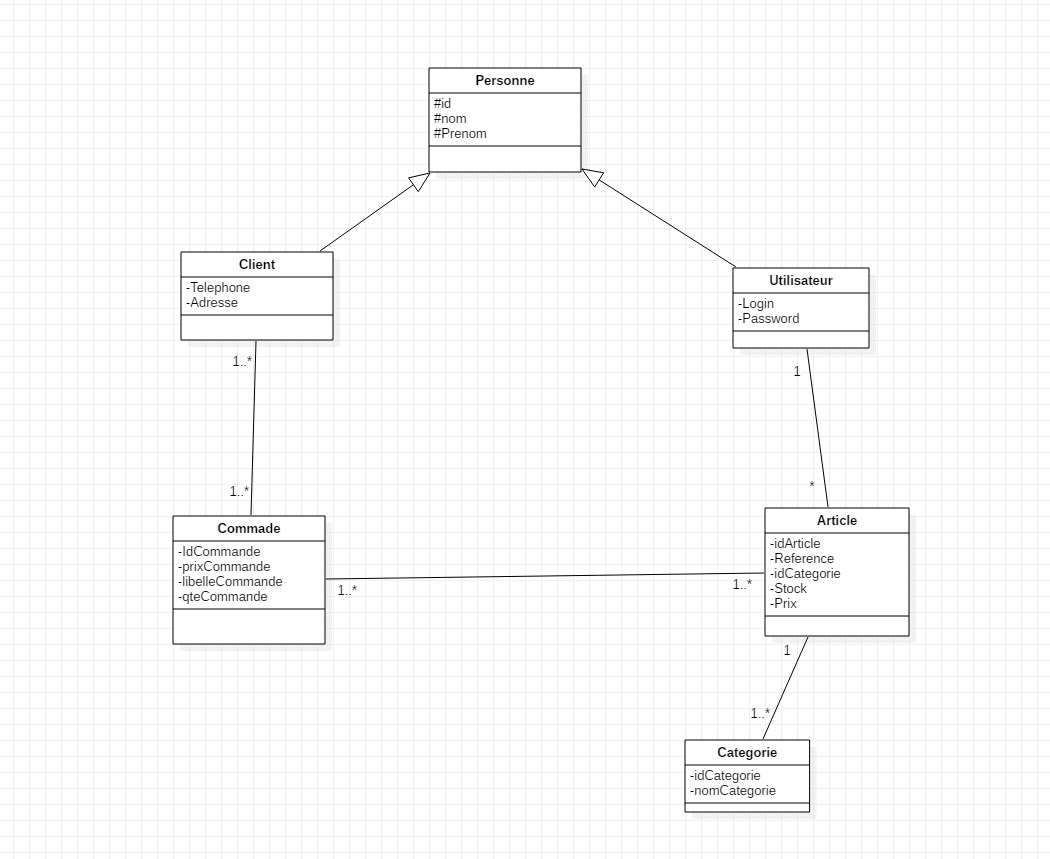 Personne
#id
#nom
#Prenom
Client
-Telephone
-Adresse
Utilisateur
-Login
-Password
1..*
1
1..*
*
Commade
-IdCommande
-prixCommande
-libelleCommande
-qteCommande
Article
-idArticle
-Reference
-idCategorie
-Stock
-Prix
1..*
1..*
1
1..*
Categorie
-idCategorie
-nomCategorie